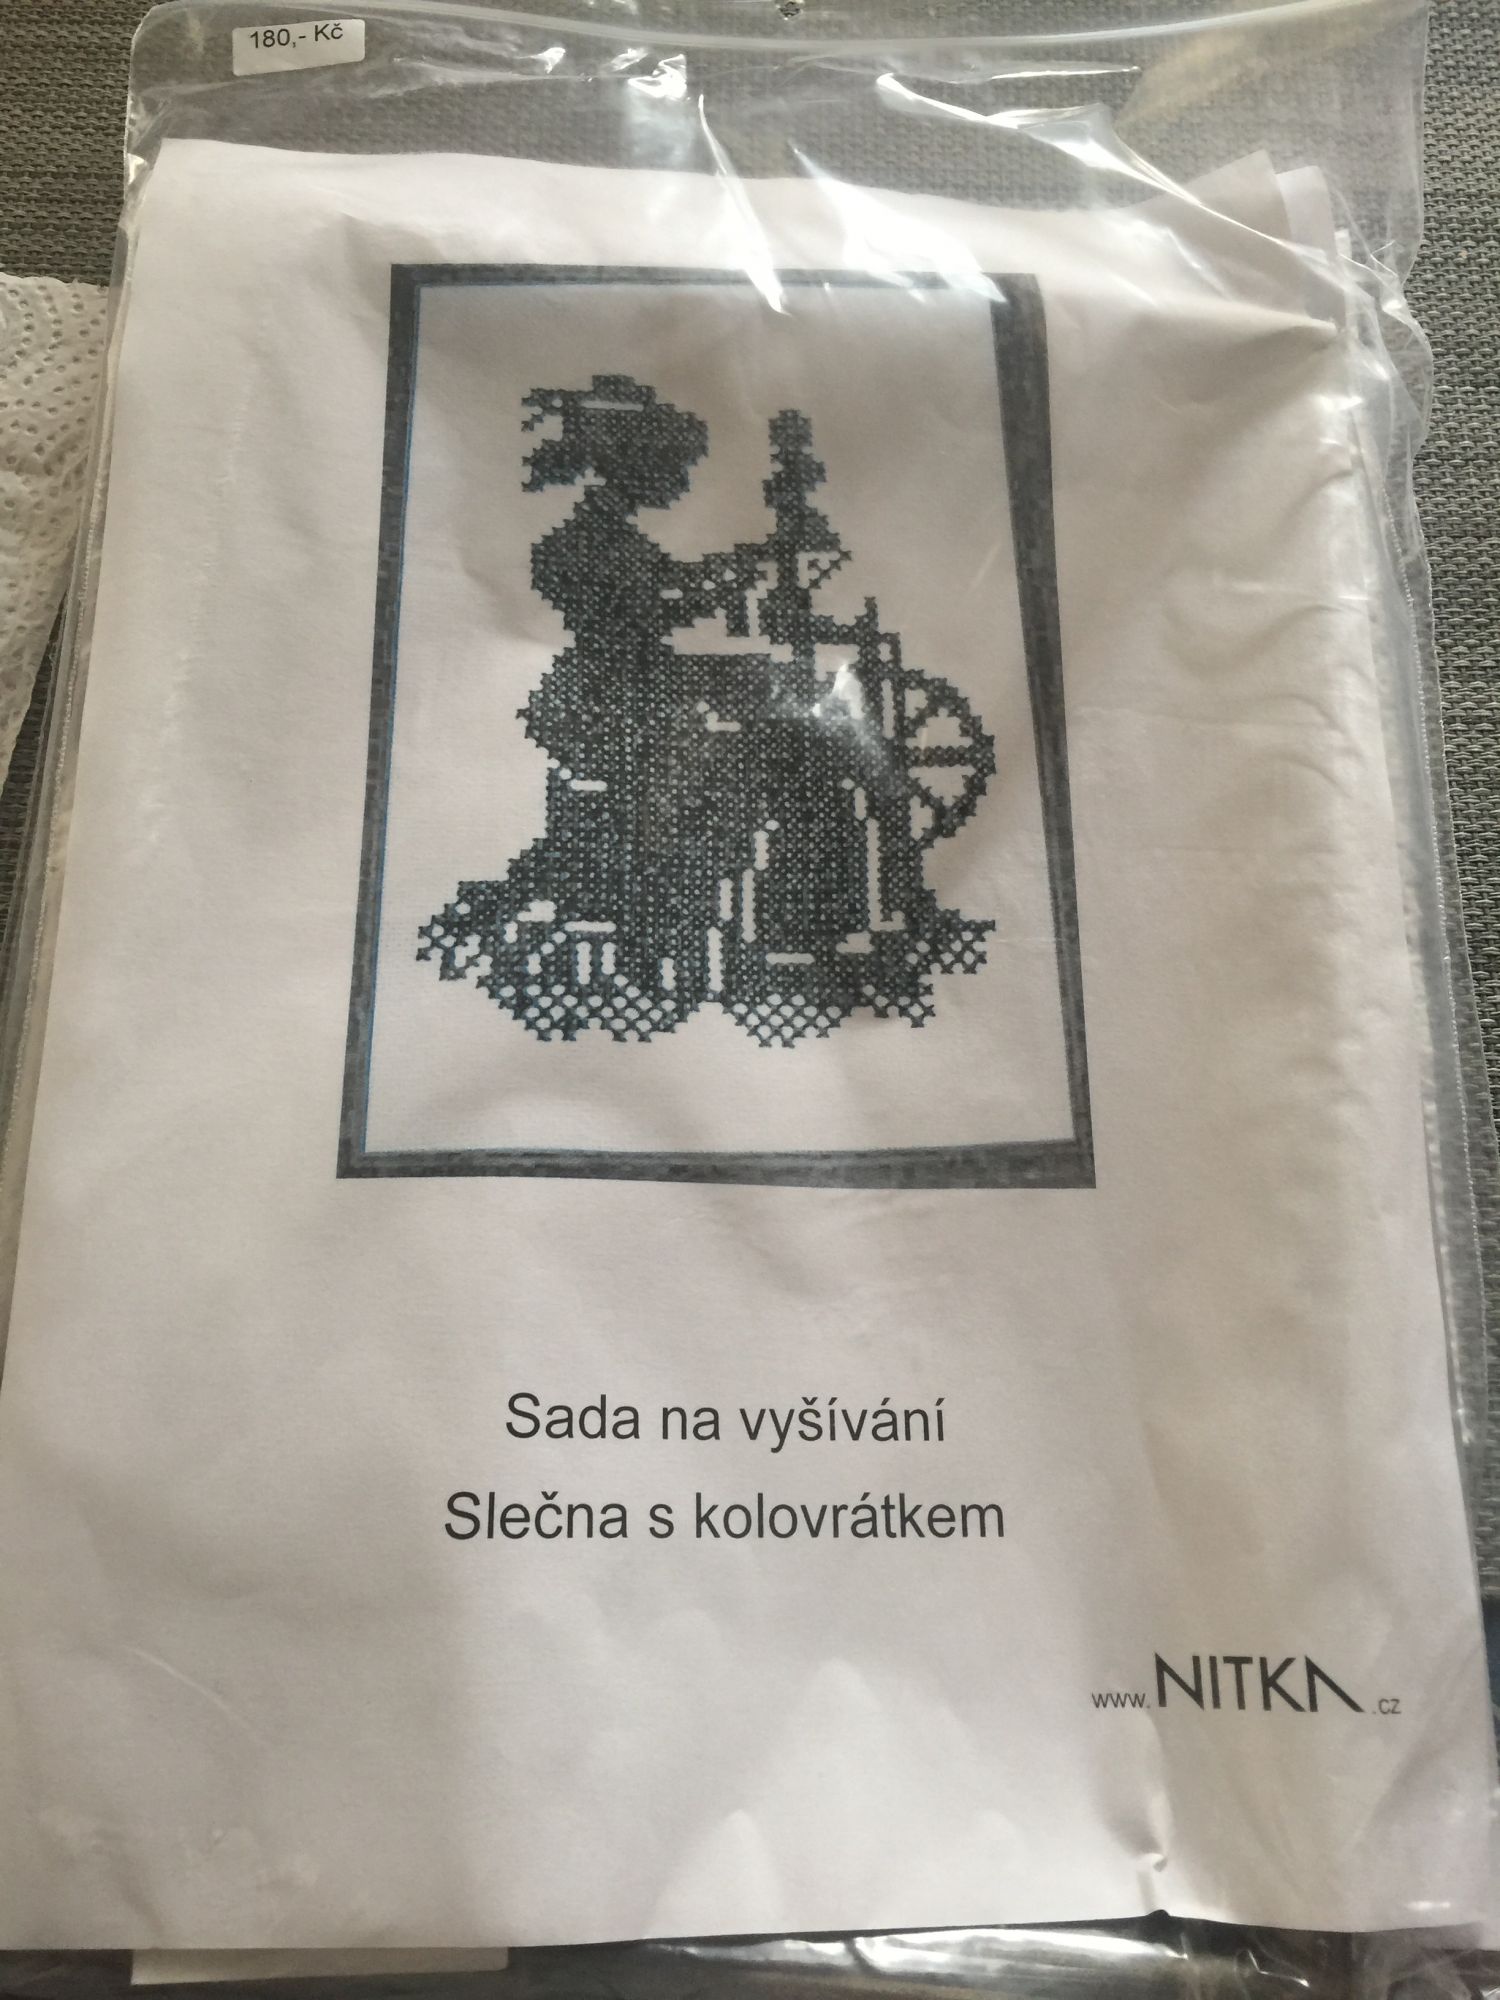 180,- Kč
Sada na vyšívání
Slečna s kolovrátkem
www.NITKA.cz